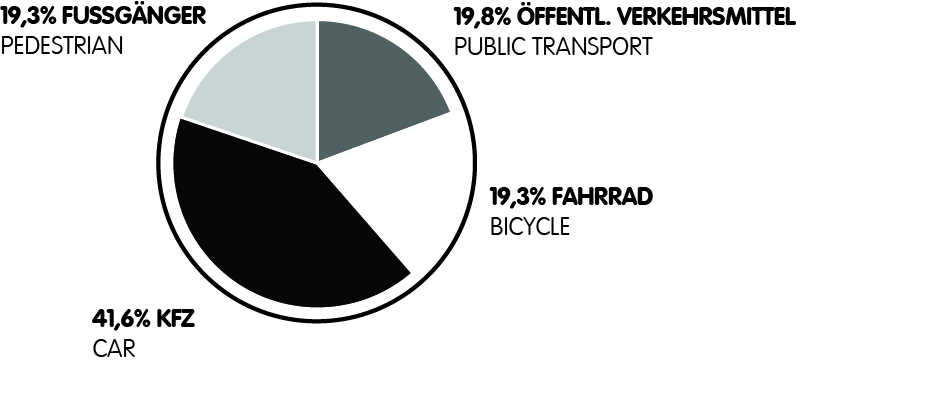 19,3% FUSSGÄNGER
PEDESTRIAN
19,8% ÖFFENTL. VERKEHRSMITTEL
PUBLIC TRANSPORT
19,3% FAHRRAD
BICYCLE
41,6% KFZ
CAR